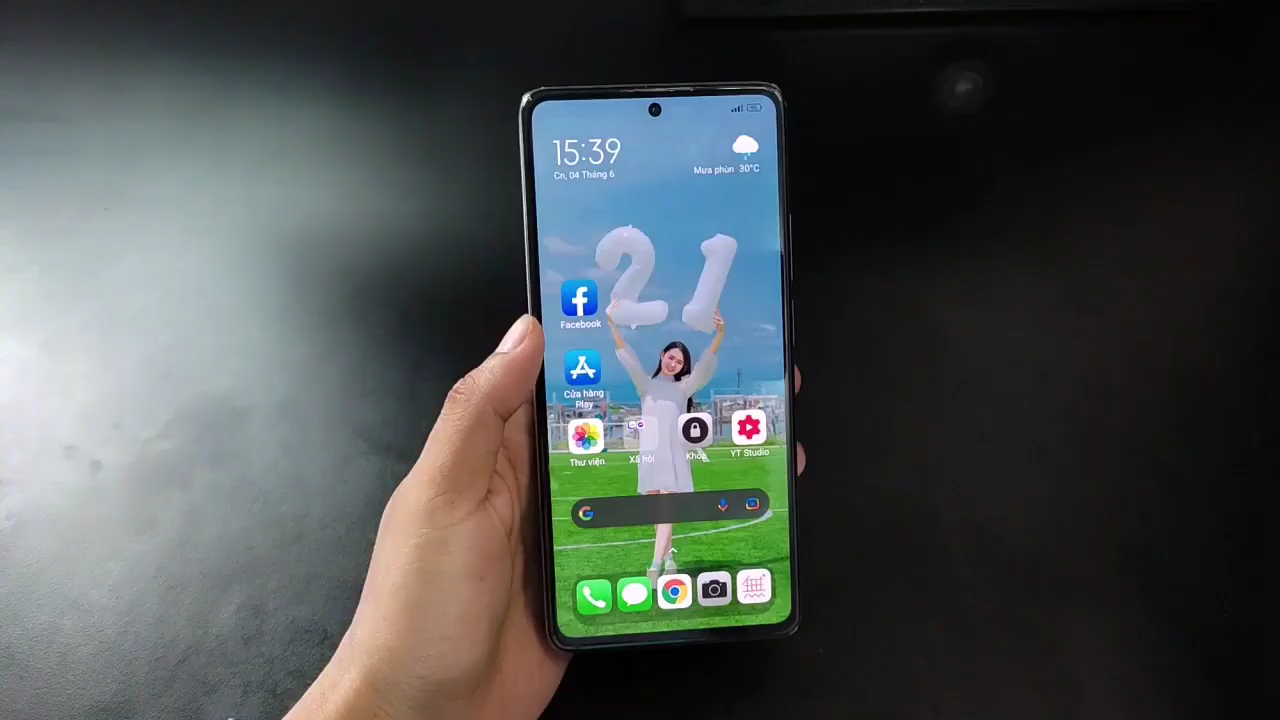 15:39
CN, 04 Tháng 6
Mưa phùn 30°C
21
Facebook
Cửa hàng
Play
Thư viện
Xã hội
Khóa
YT Studio